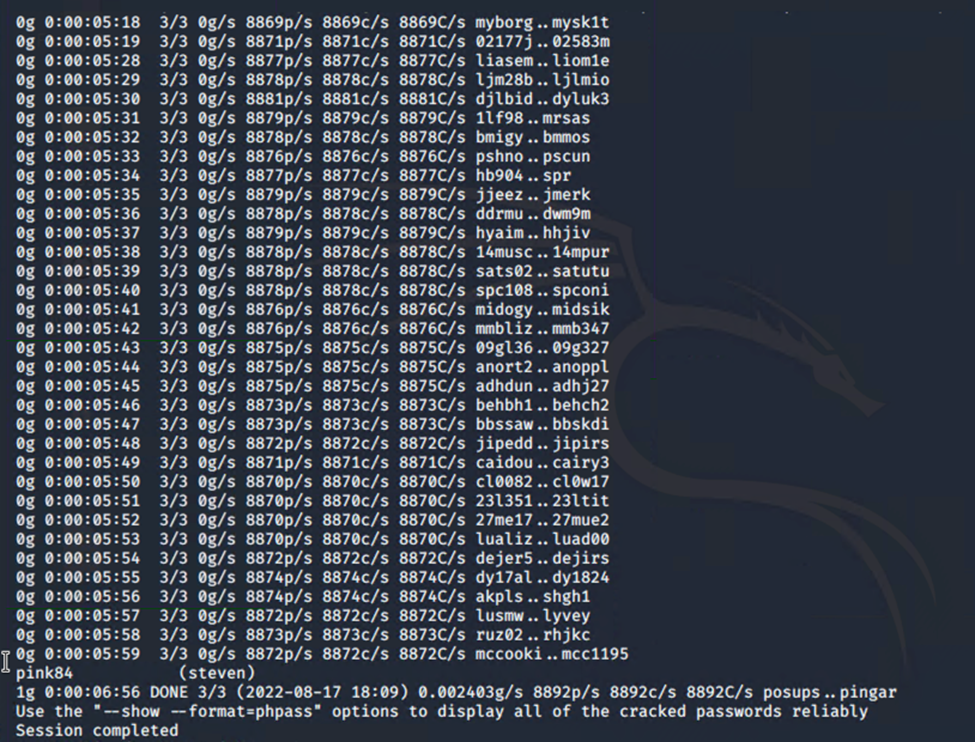 0g 0:00:05:18  3/3 0g/s 8869p/s 8869c/s 8869C/s myborg..mysk1t
0g 0:00:05:19  3/3 0g/s 8871p/s 8871c/s 8871C/s 02177j..02583m
0g 0:00:05:28  3/3 0g/s 8877p/s 8877c/s 8877C/s liasem..liom1e
0g 0:00:05:29  3/3 0g/s 8878p/s 8878c/s 8878C/s ljm28b..ljlmio
0g 0:00:05:30  3/3 0g/s 8881p/s 8881c/s 8881C/s djlbid..dyluk3
0g 0:00:05:31  3/3 0g/s 8879p/s 8879c/s 8879C/s 1lf98..mrsas
0g 0:00:05:32  3/3 0g/s 8878p/s 8878c/s 8878C/s bmigy..bmmos
0g 0:00:05:33  3/3 0g/s 8876p/s 8876c/s 8876C/s pshno..pscun
0g 0:00:05:34  3/3 0g/s 8877p/s 8877c/s 8877C/s hb904..spr
0g 0:00:05:35  3/3 0g/s 8879p/s 8879c/s 8879C/s jjeez..jmerk
0g 0:00:05:36  3/3 0g/s 8878p/s 8878c/s 8878C/s ddrmu..dwm9m
0g 0:00:05:37  3/3 0g/s 8879p/s 8879c/s 8879C/s hyaim..hhjiv
0g 0:00:05:38  3/3 0g/s 8878p/s 8878c/s 8878C/s 14musc..14mpur
0g 0:00:05:39  3/3 0g/s 8878p/s 8878c/s 8878C/s sats02..satutu
0g 0:00:05:40  3/3 0g/s 8878p/s 8878c/s 8878C/s spc108..spconi
0g 0:00:05:41  3/3 0g/s 8876p/s 8876c/s 8876C/s midogy..midsik
0g 0:00:05:42  3/3 0g/s 8876p/s 8876c/s 8876C/s mmbliz..mmb347
0g 0:00:05:43  3/3 0g/s 8875p/s 8875c/s 8875C/s 09gl36..09g327
0g 0:00:05:44  3/3 0g/s 8875p/s 8875c/s 8875C/s anort2..anoppl
0g 0:00:05:45  3/3 0g/s 8875p/s 8875c/s 8875C/s adhdun..adhj27
0g 0:00:05:46  3/3 0g/s 8873p/s 8873c/s 8873C/s behbh1..behch2
0g 0:00:05:47  3/3 0g/s 8873p/s 8873c/s 8873C/s bbssaw..bbskdi
0g 0:00:05:48  3/3 0g/s 8872p/s 8872c/s 8872C/s jipedd..jipirs
0g 0:00:05:49  3/3 0g/s 8871p/s 8871c/s 8871C/s caidou..cairy3
0g 0:00:05:50  3/3 0g/s 8870p/s 8870c/s 8870C/s cl0082..cl0w17
0g 0:00:05:51  3/3 0g/s 8870p/s 8870c/s 8870C/s 23l351..23ltit
0g 0:00:05:52  3/3 0g/s 8870p/s 8870c/s 8870C/s 27me17..27mue2
0g 0:00:05:53  3/3 0g/s 8870p/s 8870c/s 8870C/s lualiz..luad00
0g 0:00:05:54  3/3 0g/s 8872p/s 8872c/s 8872C/s dejer5..dejirs
0g 0:00:05:55  3/3 0g/s 8874p/s 8874c/s 8874C/s dy17al..dy1824
0g 0:00:05:56  3/3 0g/s 8874p/s 8874c/s 8874C/s akpls..shgh1
0g 0:00:05:57  3/3 0g/s 8872p/s 8872c/s 8872C/s lusmw..lyvey
0g 0:00:05:58  3/3 0g/s 8873p/s 8873c/s 8873C/s ruz02..rhjkc
0g 0:00:05:59  3/3 0g/s 8872p/s 8872c/s 8872C/s mccooki..mcc1195
pink84           (steven)
1g 0:00:06:56 DONE 3/3 (2022-08-17 18:09) 0.002403g/s 8892p/s 8892c/s 8892C/s posups..pingar
Use the "--show --format=phpass" options to display all of the cracked passwords reliably
Session completed